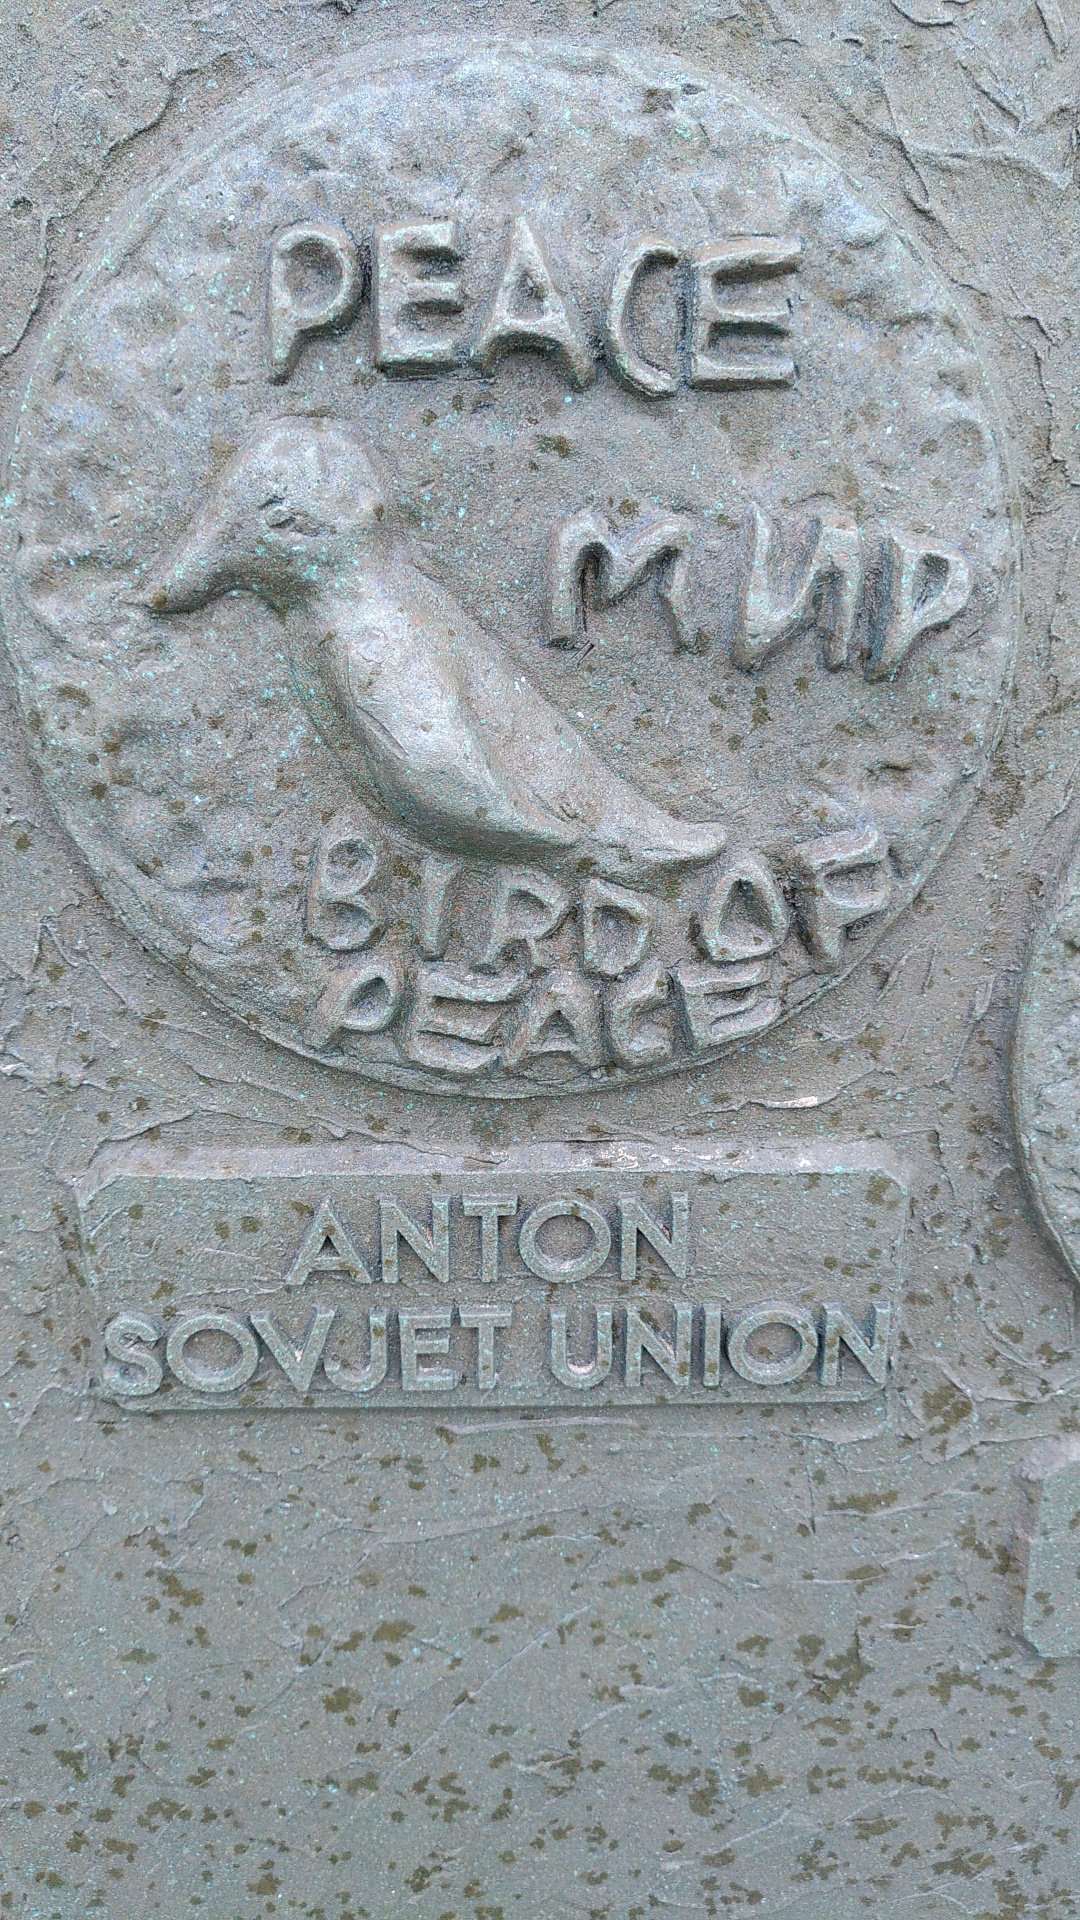 PEACE
МИР
BIRD OF
PEACE
ANTON
SOVJET UNION